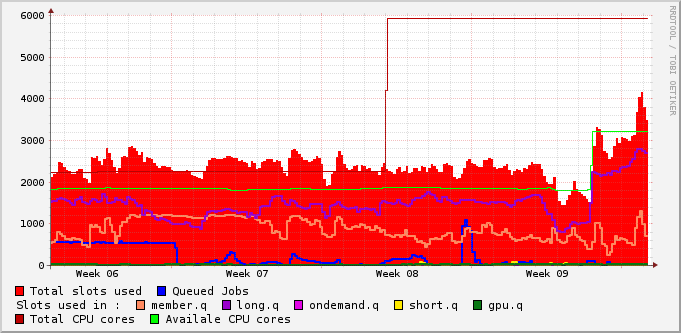 6000
5000
4000
3000
2000
1000
0
Week 06 Week 07 Week 08 Week 09
Total slots used Queued Jobs
Slots used in : member.q long.q ondemand.q short.q gpu.q
Total CPU cores Availale CPU cores
RRDTOOL / TOBI OETIKER